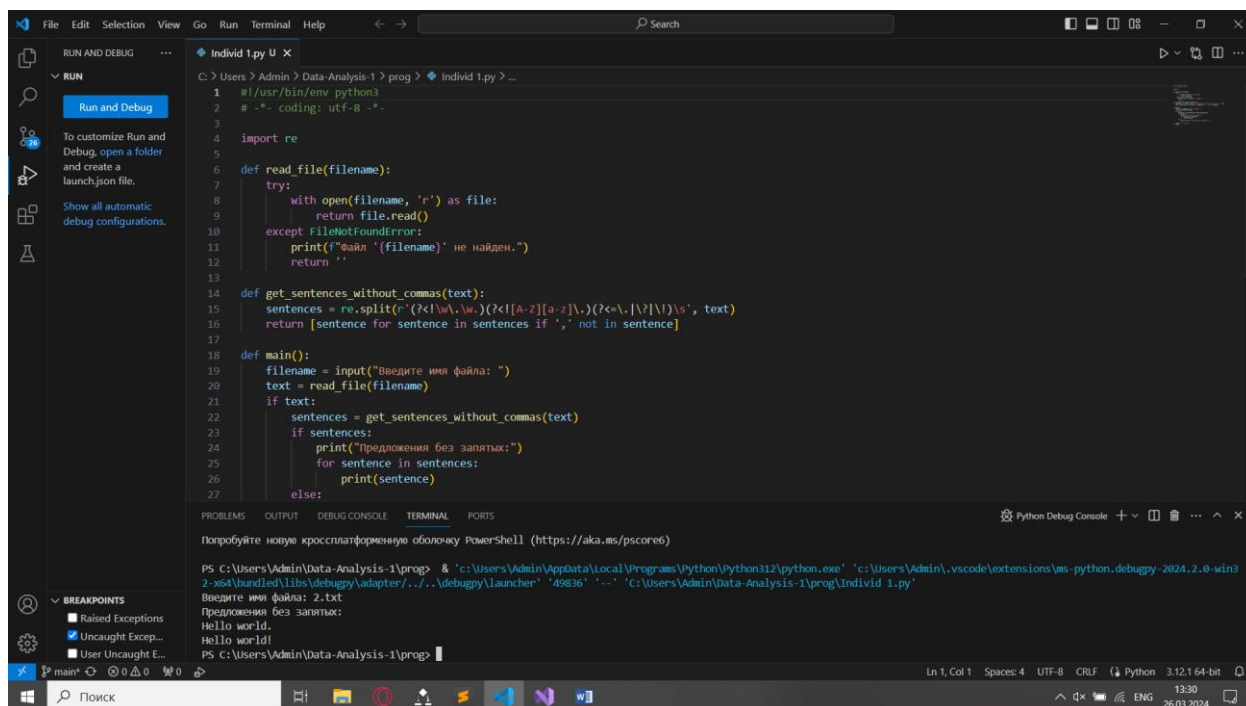 File Edit Selection View Go Run Terminal Help
Search
RUN AND DEBUG
RUN
Run and Debug
To customize Run and
Debug, open a folder
and create a
launch.json file.
Show all automatic
debug configurations.
26
Individ 1.py U
C: > Users > Admin > Data-Analysis-1 > prog > Individ 1.py > ...
1 #!/usr/bin/env python3
2 # -*- coding: utf-8 -*-
3
4 import re
5
6 def read_file(filename):
7     try:
8         with open(filename, 'r') as file:
9             return file.read()
10     except FileNotFoundError:
11         print(f"Файл '{filename}' не найден.")
12         return ''
13
14 def get_sentences_without_commas(text):
15     sentences = re.split(r'(?<!\w\.\w.)(?<![A-Z][a-z]\.)(?<=\.|\?|\!)\s', text)
16     return [sentence for sentence in sentences if ',' not in sentence]
17
18 def main():
19     filename = input("Введите имя файла: ")
20     text = read_file(filename)
21     if text:
22         sentences = get_sentences_without_commas(text)
23         if sentences:
24             print("Предложения без запятых:")
25             for sentence in sentences:
26                 print(sentence)
27         else:
PROBLEMS OUTPUT DEBUG CONSOLE TERMINAL PORTS
Python Debug Console
Попробуйте новую кроссплатформенную оболочку PowerShell (https://aka.ms/pscore6)
PS C:\Users\Admin\Data-Analysis-1\prog> & 'c:\Users\Admin\AppData\Local\Programs\Python\Python312\python.exe' 'c:\Users\Admin\.vscode\extensions\ms-python.debugpy-2024.2.0-win3
2-x64\bundled\libs\debugpy\adapter/../..\debugpy\launcher' '49836' '--' 'C:\Users\Admin\Data-Analysis-1\prog\Individ 1.py'
Введите имя файла: 2.txt
Предложения без запятых:
Hello world.
Hello world!
PS C:\Users\Admin\Data-Analysis-1\prog>
BREAKPOINTS
Raised Exceptions
Uncaught Excep...
User Uncaught E...
main* 0 0 0 Ln 1, Col 1 Spaces: 4 UTF-8 CRLF Python 3.12.1 64-bit
Поиск
ENG
13:30
26.03.2024